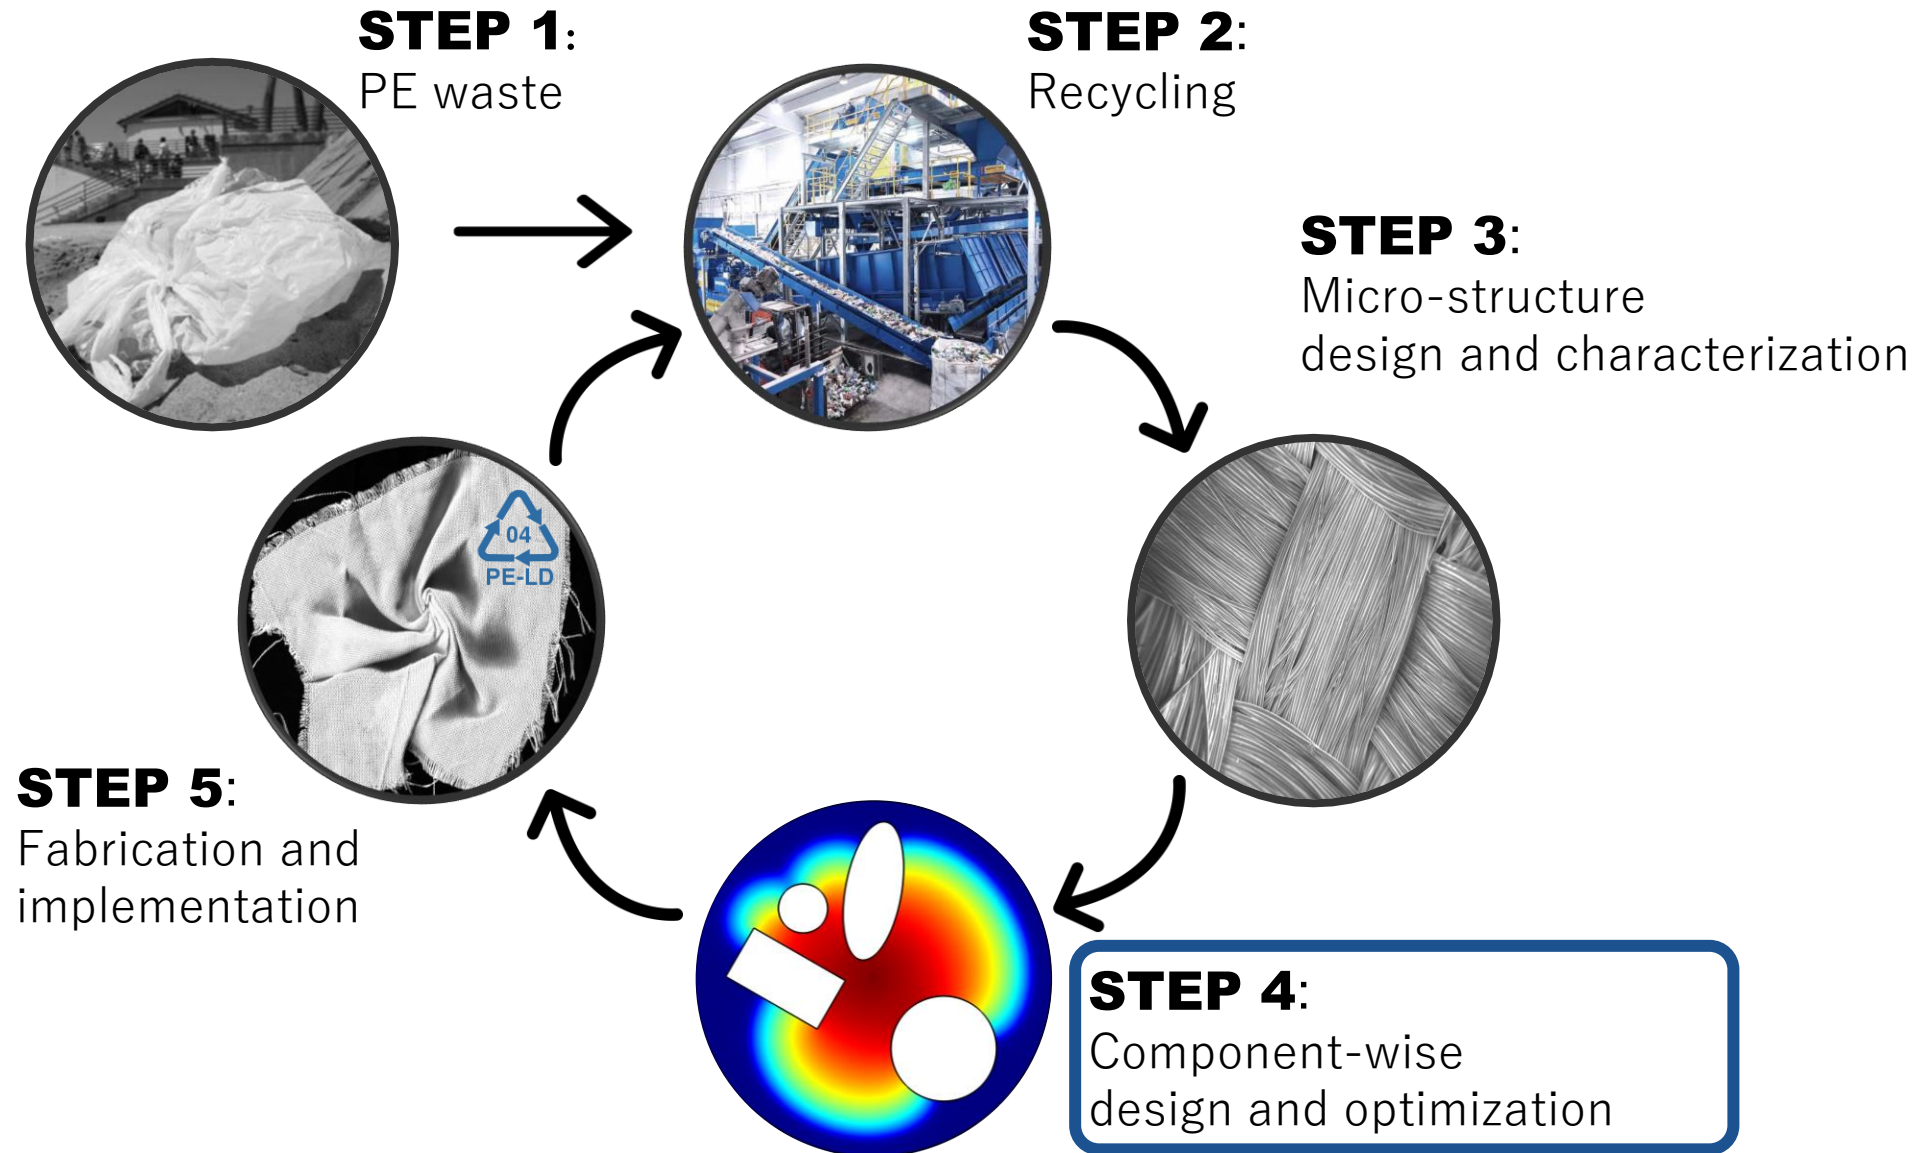 STEP 1:
PE waste
STEP 2:
Recycling
STEP 3:
Micro-structure
design and characterization
04
PE-LD
STEP 5:
Fabrication and
implementation
STEP 4:
Component-wise
design and optimization